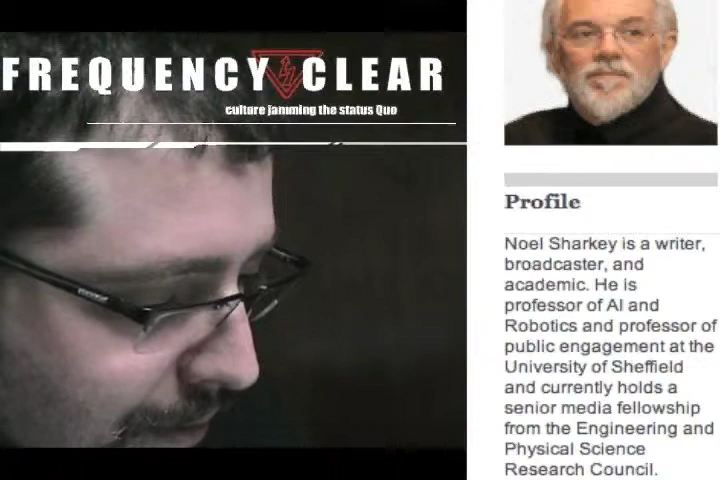 FREQUENCY CLEAR
culture jamming the status Quo
Profile
Noel Sharkey is a writer,
broadcaster, and
academic. He is
professor of AI and
Robotics and professor of
public engagement at the
University of Sheffield
and currently holds a
senior media fellowship
from the Engineering and
Physical Science
Research Council.